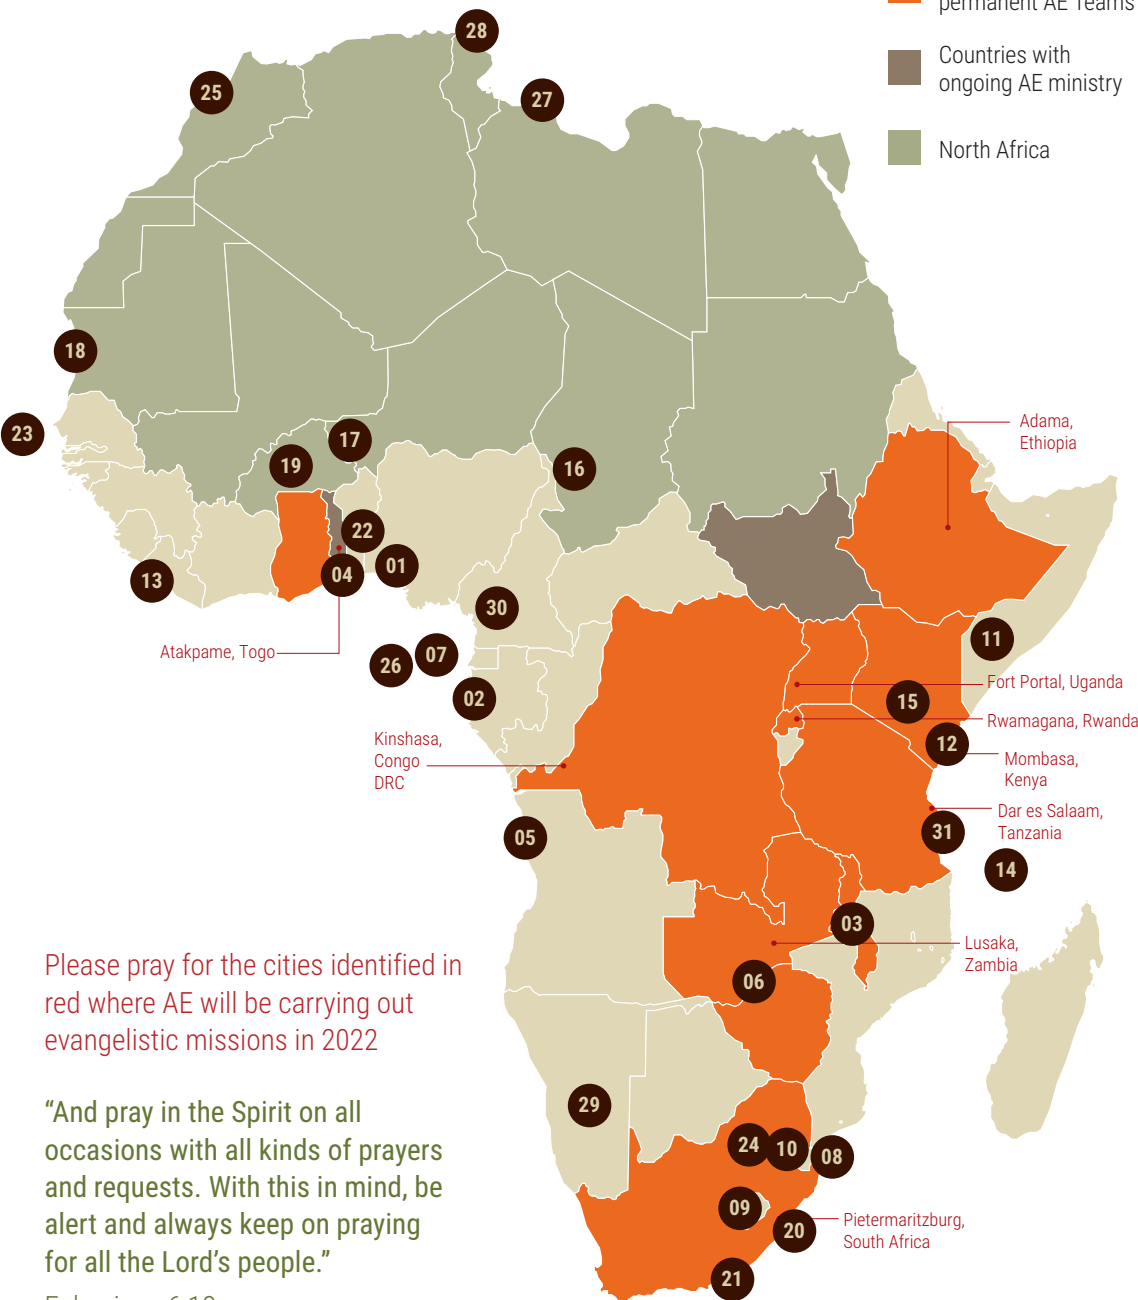 permanent AE Teams
Countries with
ongoing AE ministry
North Africa
28
25
27
18
23
17
19
16
22
01
04
13
30
11
26
07
02
15
12
05
31
14
03
06
29
24
10
08
09
20
21
Adama,
Ethiopia
Atakpame, Togo
Fort Portal, Uganda
Rwamagana, Rwanda
Kinshasa,
Congo
DRC
Mombasa,
Kenya
Dar es Salaam,
Tanzania
Lusaka,
Zambia
Pietermaritzburg,
South Africa
Please pray for the cities identified in
red where AE will be carrying out
evangelistic missions in 2022
“And pray in the Spirit on all
occasions with all kinds of prayers
and requests. With this in mind, be
alert and always keep on praying
for all the Lord’s people.”